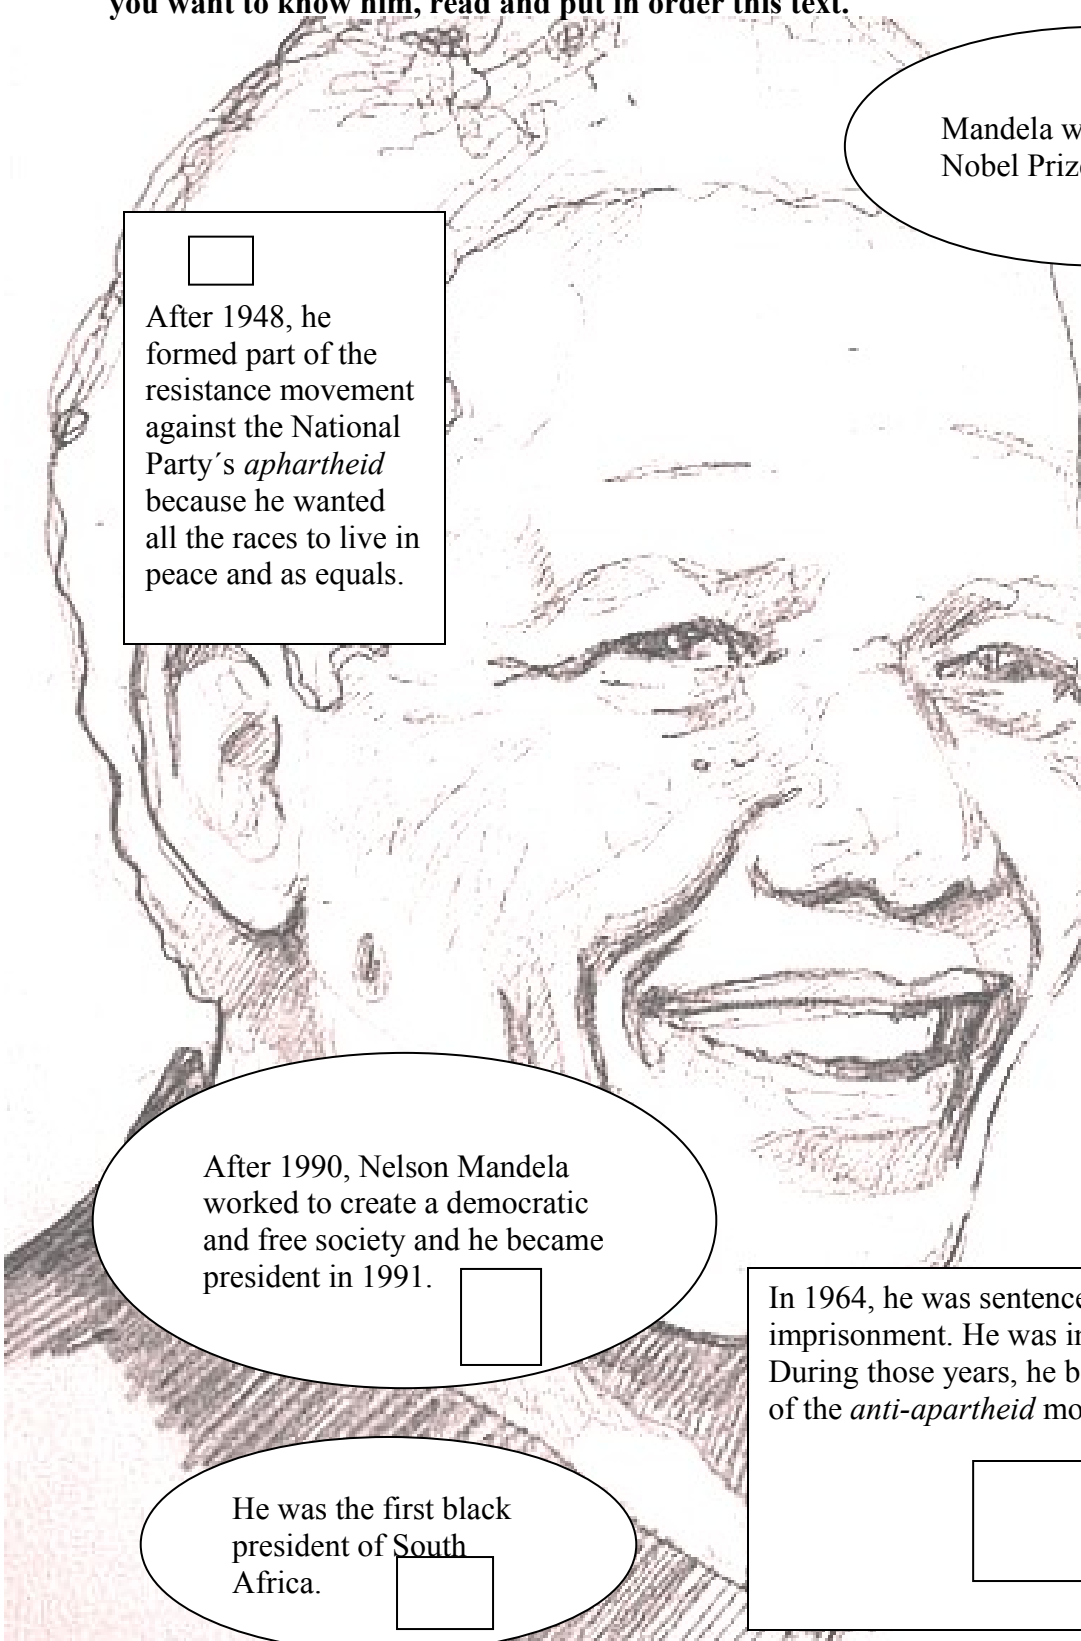 you want to know him, read and put in order this text.
Mandela w
Nobel Priz
After 1948, he
formed part of the
resistance movement
against the National
Party´s aphartheid
because he wanted
all the races to live in
peace and as equals.
After 1990, Nelson Mandela
worked to create a democratic
and free society and he became
president in 1991.
In 1964, he was sentence
imprisonment. He was in
During those years, he b
of the anti-apartheid mo
He was the first black
president of South
Africa.